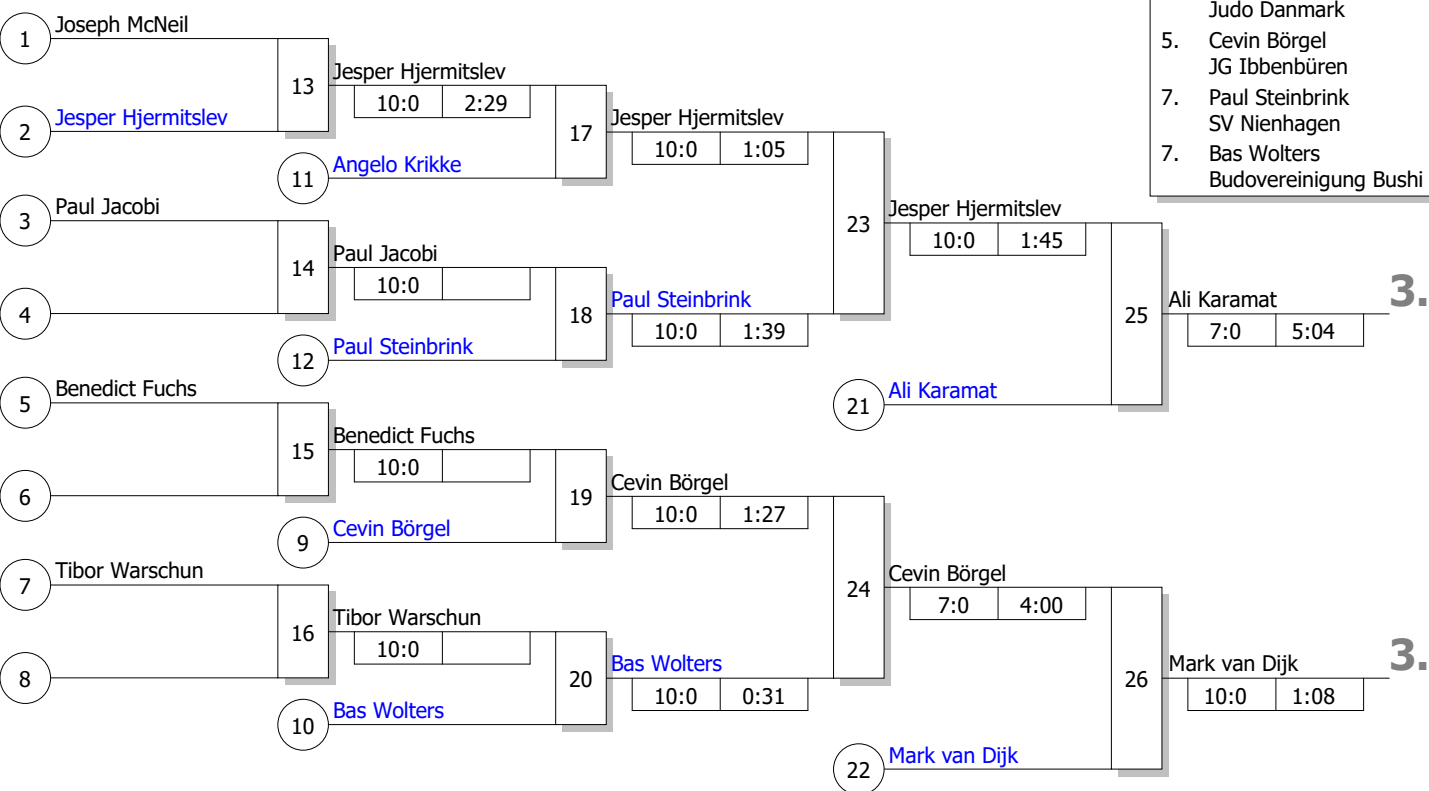 Judo Danmark
5. Cevin Börgel
JG Ibbenbüren
7. Paul Steinbrink
SV Nienhagen
7. Bas Wolters
Budovereinigung Bushi
1 Joseph McNeil
13
Jesper Hjermitslev
10:0 2:29
2 Jesper Hjermitslev
17
Jesper Hjermitslev
10:0 1:05
11 Angelo Krikke
3 Paul Jacobi
23
Jesper Hjermitslev
10:0 1:45
14
Paul Jacobi
10:0
4
18
Paul Steinbrink
10:0 1:39
12 Paul Steinbrink
25
Ali Karamat
7:0 5:04
3.
5 Benedict Fuchs
21 Ali Karamat
15
Benedict Fuchs
10:0
6
19
Cevin Börgel
10:0 1:27
9 Cevin Börgel
7 Tibor Warschun
24
Cevin Börgel
7:0 4:00
16
Tibor Warschun
10:0
8
20
Bas Wolters
10:0 0:31
10 Bas Wolters
26
Mark van Dijk
10:0 1:08
3.
22 Mark van Dijk